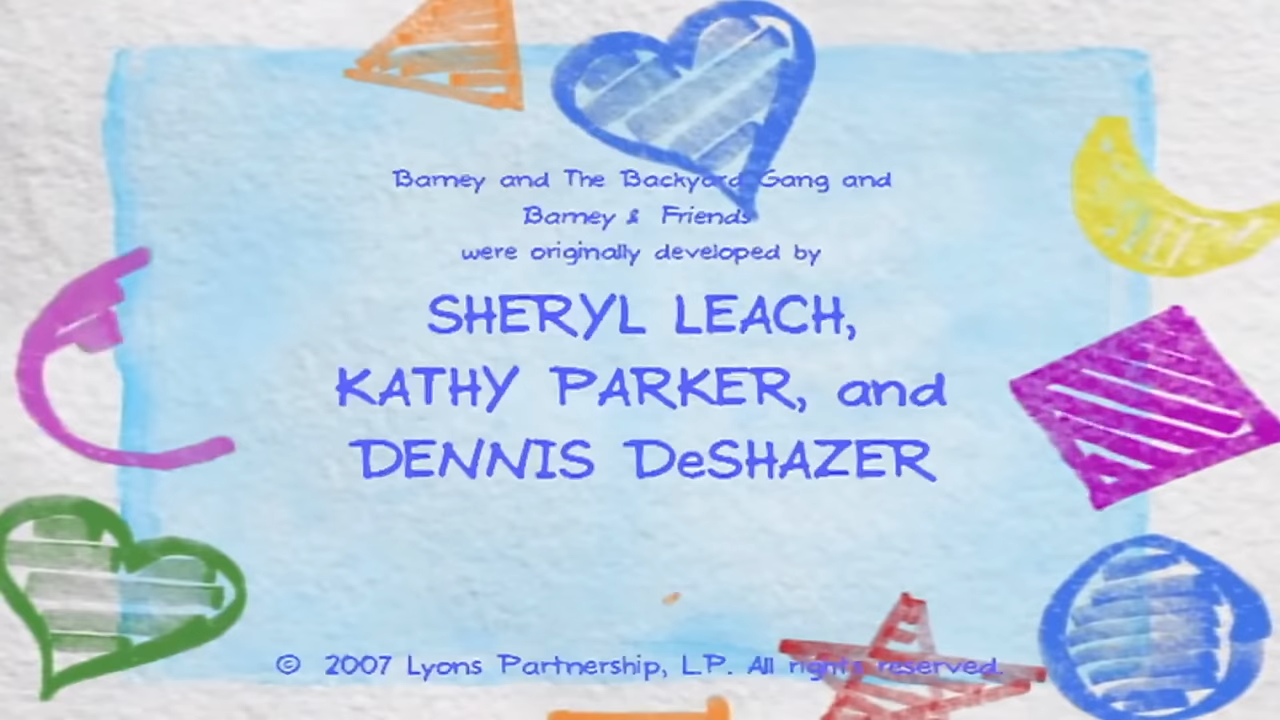 Barney and The Backyard Gang and
Barney & Friends
were originally developed by
SHERYL LEACH,
KATHY PARKER, and
DENNIS DeSHAZER
© 2007 Lyons Partnership, L.P. All rights reserved.